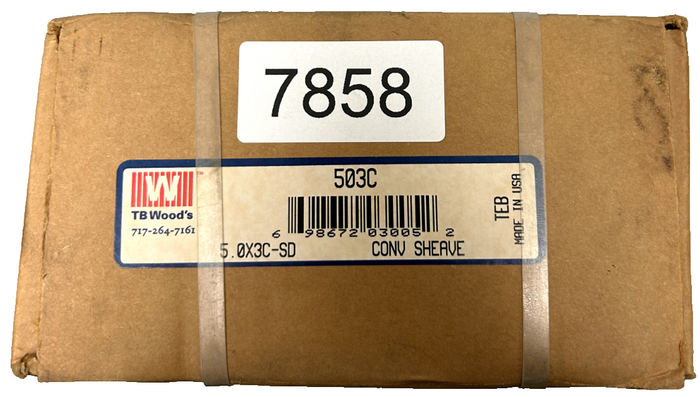 7858
503C
W
TB Wood's
717-264-7161
6 98672 03005 2
5.0X3C-SD CONV SHEAVE
TEB
MADE IN USA